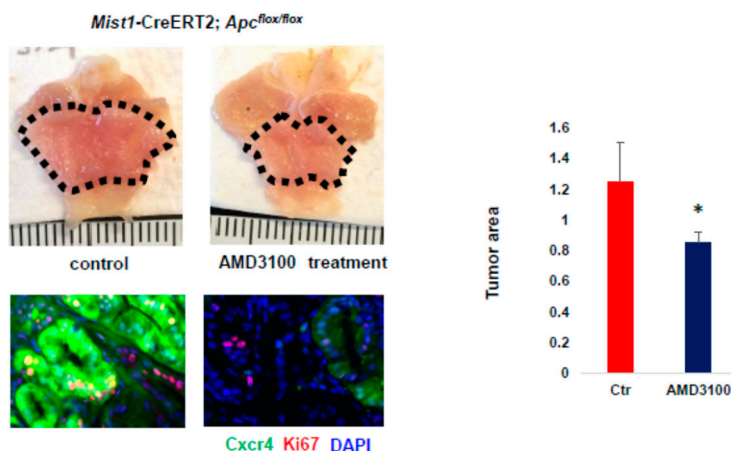 Mist1-CreERT2; Apcflox/flox
control
AMD3100 treatment
Cxcr4 Ki67 DAPI
Tumor area
1.6
1.4
1.2
1
0.8
0.6
0.4
0.2
0
*
Ctr
AMD3100